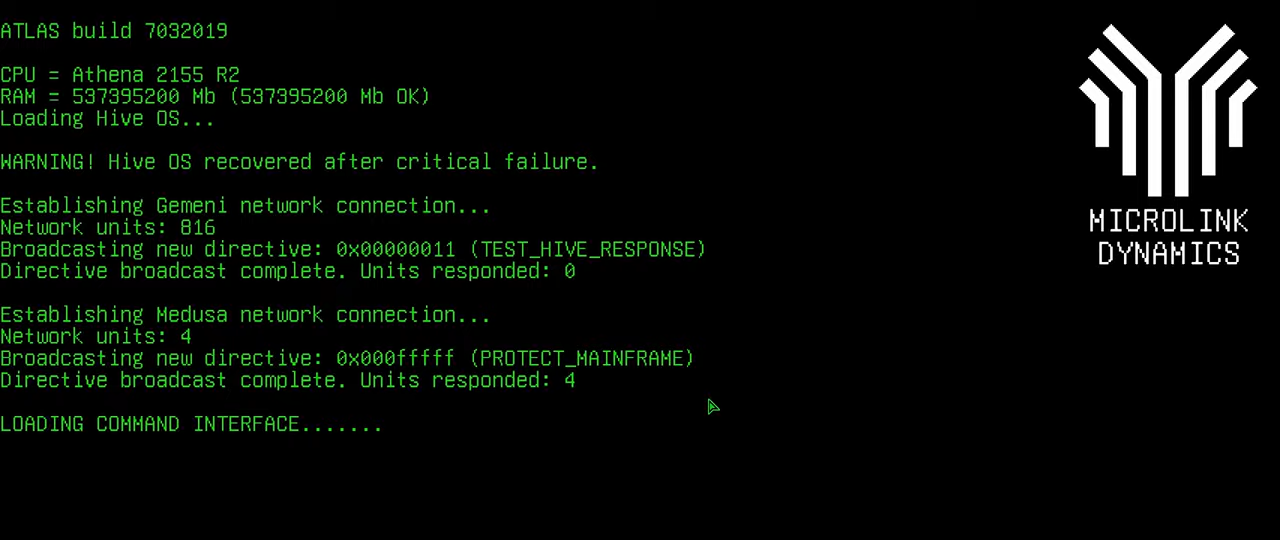 ATLAS build 7032019
CPU = Athena 2155 R2
RAM = 537395200 Mb (537395200 Mb OK)
Loading Hive OS...
WARNING! Hive OS recovered after critical failure.
Establishing Gemeni network connection...
Network units: 816
Broadcasting new directive: 0x00000011 (TEST_HIVE_RESPONSE)
Directive broadcast complete. Units responded: 0
Establishing Medusa network connection...
Network units: 4
Broadcasting new directive: 0x000fffff (PROTECT_MAINFRAME)
Directive broadcast complete. Units responded: 4
LOADING COMMAND INTERFACE.......
MICROLINK
DYNAMICS